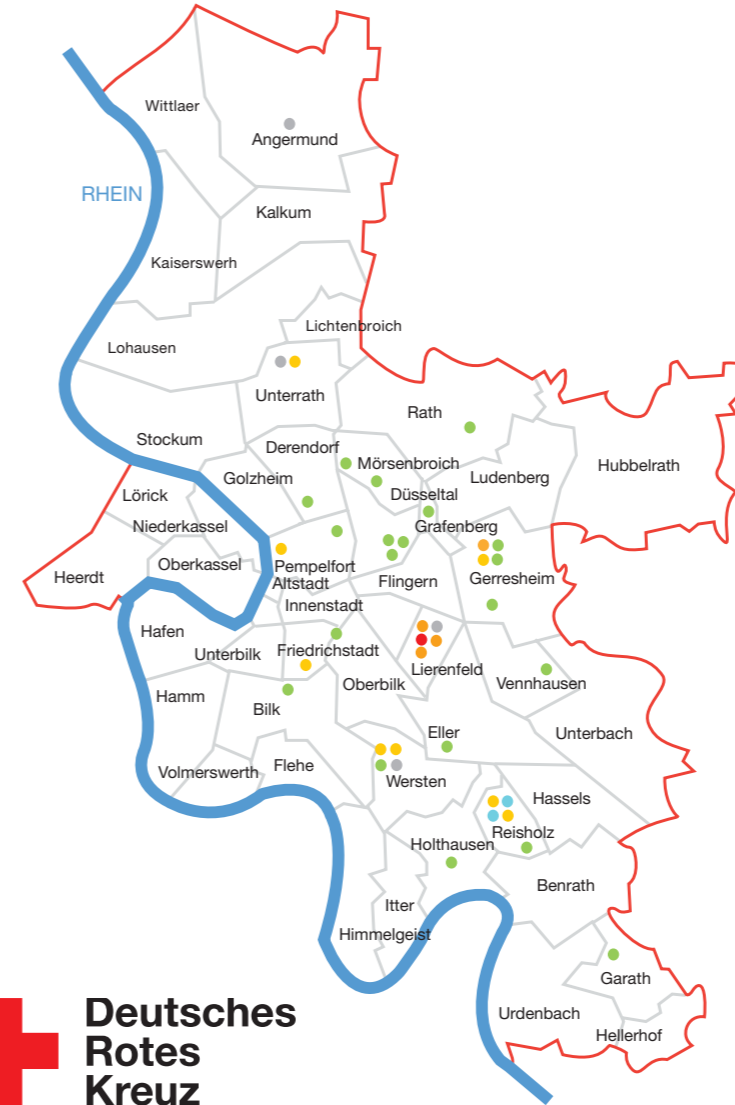 Wittlaer
Angermund
RHEIN
Kalkum
Kaiserswerh
Lichtenbroich
Lohausen
Unterrath
Rath
Stockum
Derendorf
Mörsenbroich
Hubbelrath
Golzheim
Ludenberg
Düsseltal
Lörick
Niederkassel
Grafenberg
Oberkassel
Pempelfort
Heerdt
Altstadt
Flingern
Gerresheim
Innenstadt
Hafen
Unterbilk
Friedrichstadt
Lierenfeld
Oberbilk
Vennhausen
Hamm
Bilk
Eller
Unterbach
Volmerswerth
Flehe
Wersten
Hassels
Reisholz
Holthausen
Benrath
Itter
Himmelgeist
Garath
Urdenbach
Hellerhof
Deutsches
Rotes
Kreuz